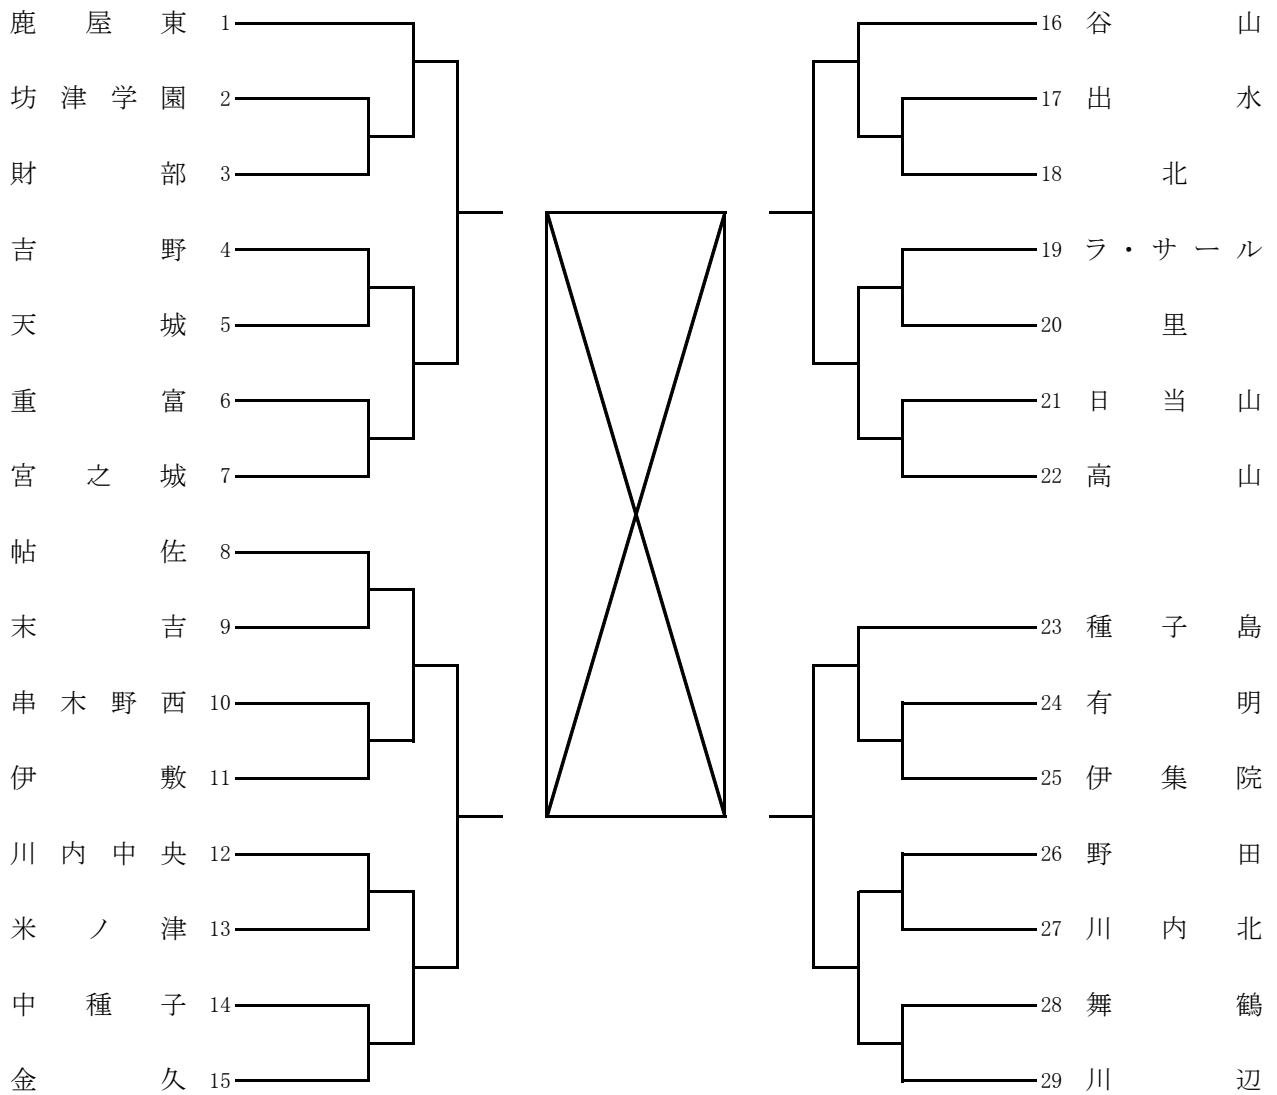 鹿屋東 1
坊津学園 2
財部 3
吉野 4
天城 5
重富 6
宮之城 7
帖佐 8
末吉 9
串木野西 10
伊敷 11
川内中央 12
米ノ津 13
中種子 14
金久 15
16 谷山
17 出水
18 北
19 ラ・サール
20 里
21 日当山
22 高山
23 種子島
24 有明
25 伊集院
26 野田
27 川内北
28 舞鶴
29 川辺